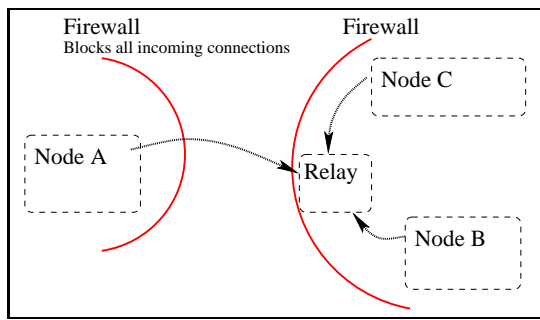 Firewall
Blocks all incoming connections
Firewall
Node C
Node A
Relay
Node B